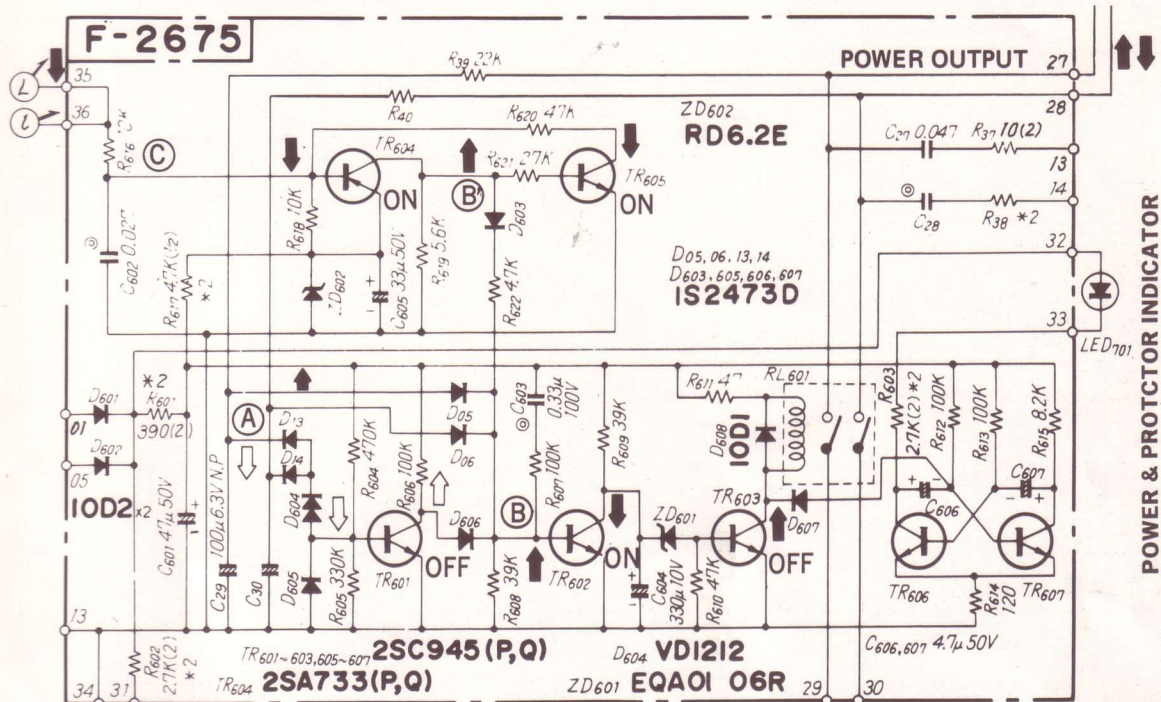 F-2675
POWER OUTPUT
27
28
35
L
36
l
R39 22K
R40
R620 47K
ZD602
RD6.2E
C27 0.047
R37 10(2)
13
14
C28
R38 *2
C
TR604
ON
R621 27K
B'
TR605
ON
D603
R618 10K
C602
R617 47K(1/2)
*2
ZD602
C605 33μ 50V
R619 5.6K
R622 47K
D05, 06, 13, 14
D603, 605, 606, 607
1S2473D
32
33
LED701
POWER & PROTCTOR INDICATOR
D601
01
*2
R601
390(2)
D602
05
10D2 x2
C601 47μ 50V
A
D13
D14
D604
D605
100μ 6.3V N.P
C29
C30
R604 470K
R605 330K
R606 100K
TR601
OFF
D05
D06
D606
C603
0.33μ
100V
R607 100K
B
R608 39K
R609 39K
TR602
ON
ZD601
C604
330μ 10V
R610 47K
R611 47
RL601
D608
10D1
TR603
OFF
D607
R603
2.7K(2)*2
R612 100K
R613 100K
R615 8.2K
C606
C607
TR606
TR607
R614
120
C606,607 4.7μ 50V
13
34
31
R602
2.7K(2)
*2
TR601~603,605~607
2SC945(P,Q)
TR604
2SA733(P,Q)
D604
VD1212
ZD601
EQA01 06R
29
30